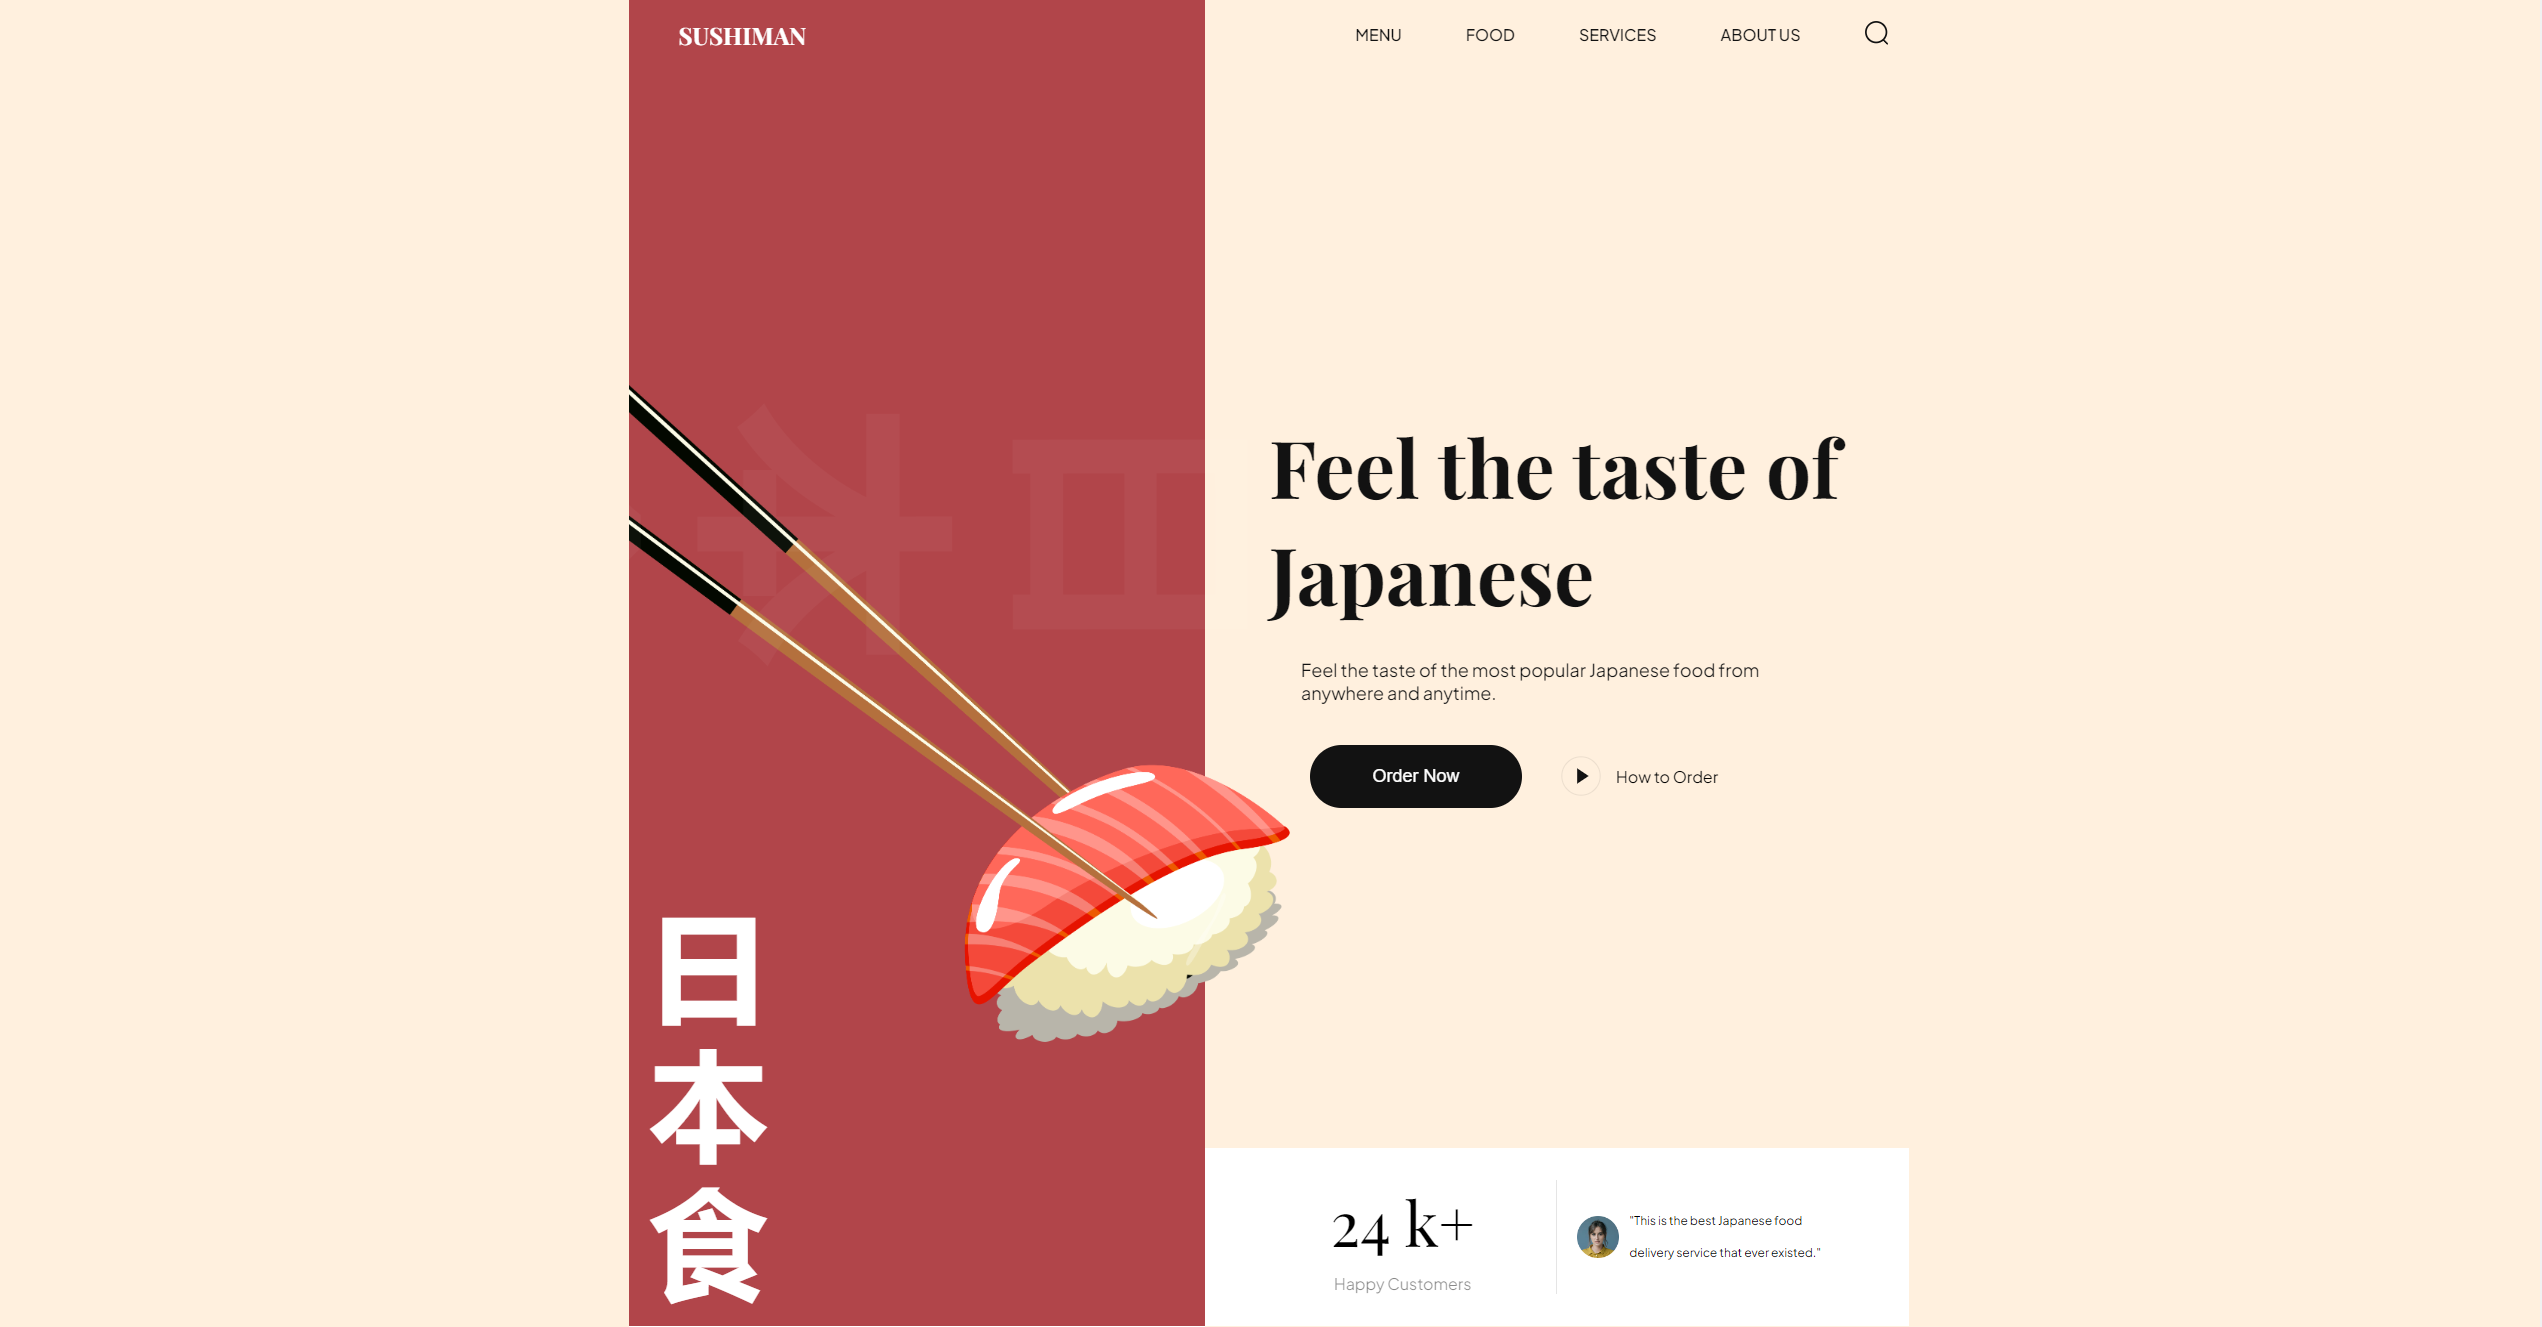 SUSHIMAN
MENU FOOD SERVICES ABOUT US
Feel the taste of
Japanese
Feel the taste of the most popular Japanese food from
anywhere and anytime.
Order Now
How to Order
日
本
食
24 k+
Happy Customers
"This is the best Japanese food
delivery service that ever existed."